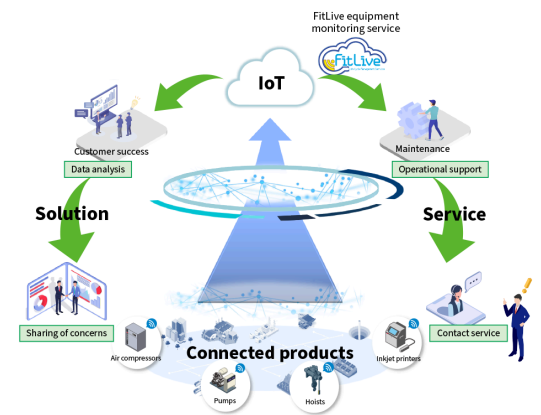 FitLive equipment
monitoring service
FitLive
IoT
Customer success
Data analysis
Maintenance
Operational support
Solution
Service
Sharing of concerns
Contact service
Connected products
Air compressors
Inkjet printers
Pumps
Hoists